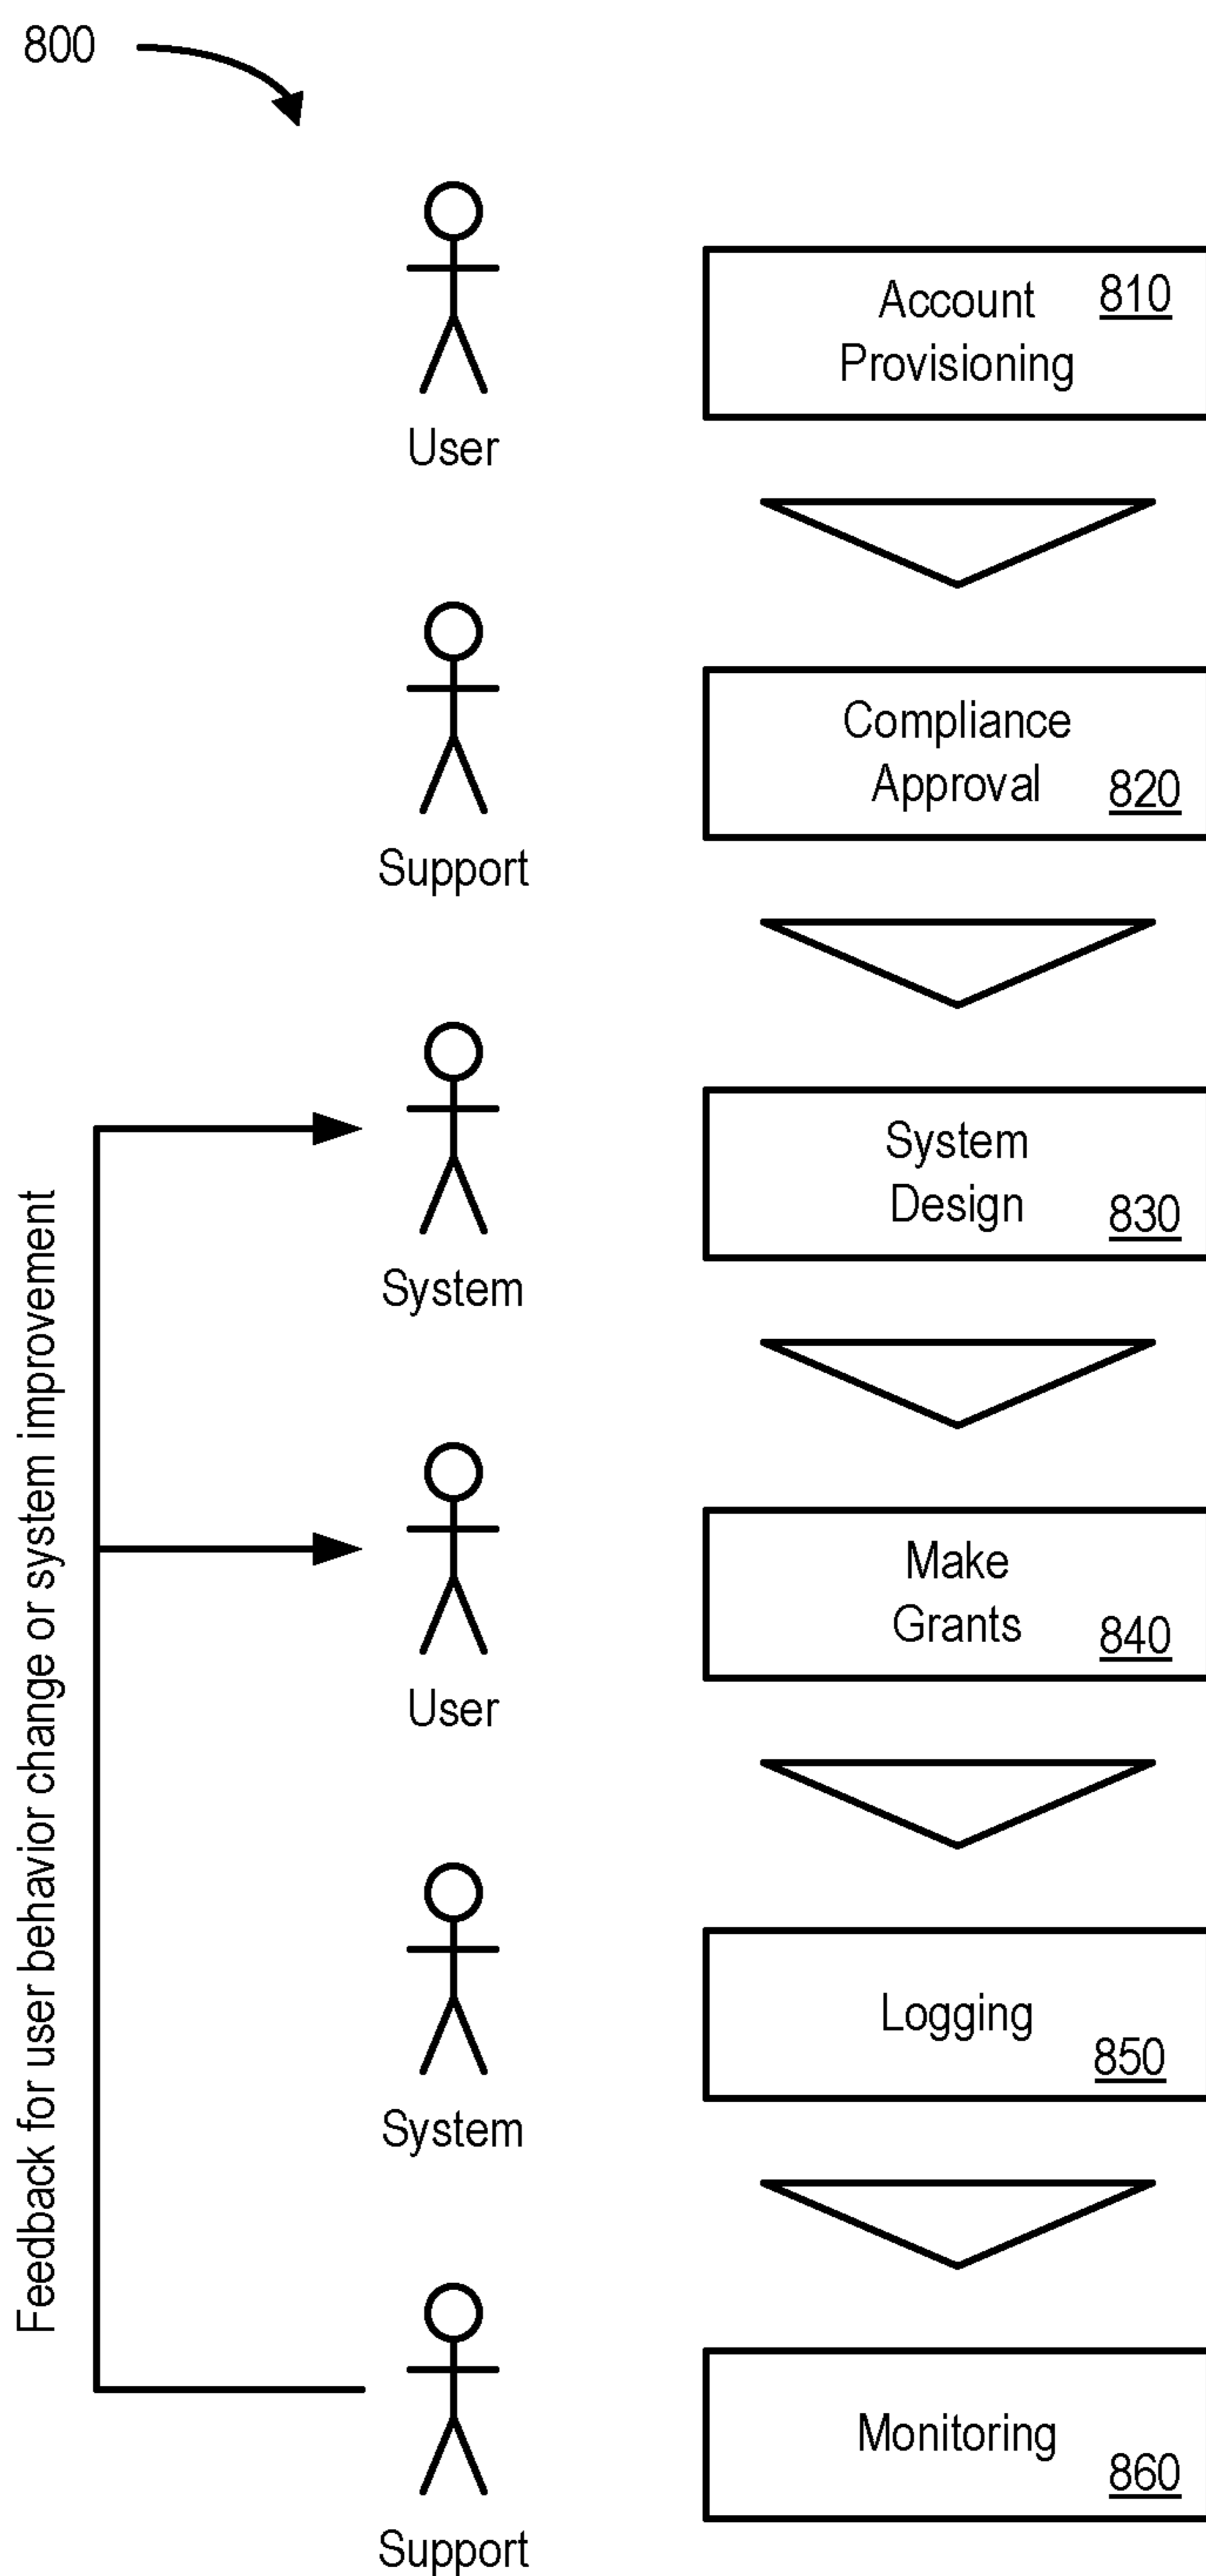 800
Account 810
Provisioning
User
Compliance
Approval 820
Support
System
Design 830
System
Make
Grants 840
User
Logging
850
System
Monitoring
860
Support
Feedback for user behavior change or system improvement